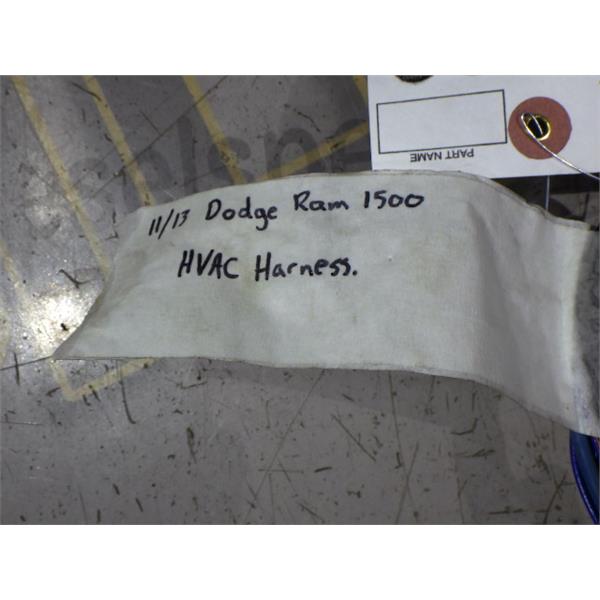 PART NAME
11/13 Dodge Ram 1500
HVAC Harness.